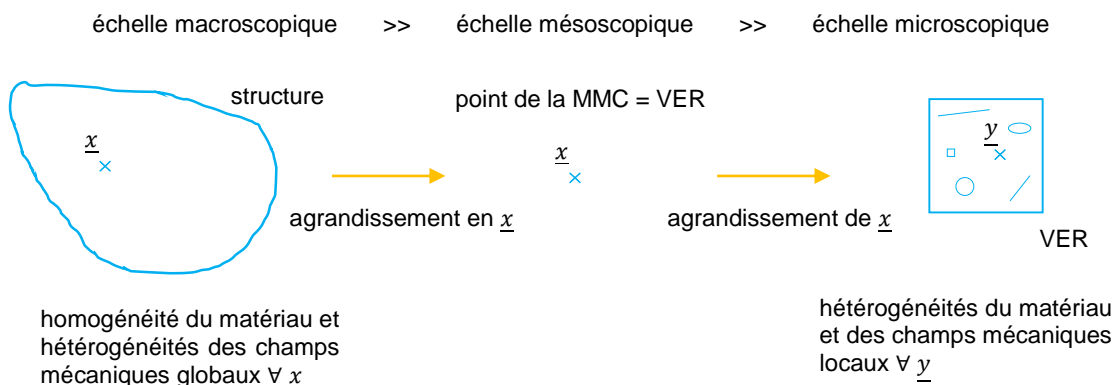 échelle macroscopique >> échelle mésoscopique >> échelle microscopique
structure
point de la MMC = VER
x
x
y
agrandissement en x
agrandissement de x
VER
homogénéité du matériau et
hétérogénéités des champs
mécaniques globaux ∀ x
hétérogénéités du matériau
et des champs mécaniques
locaux ∀ y